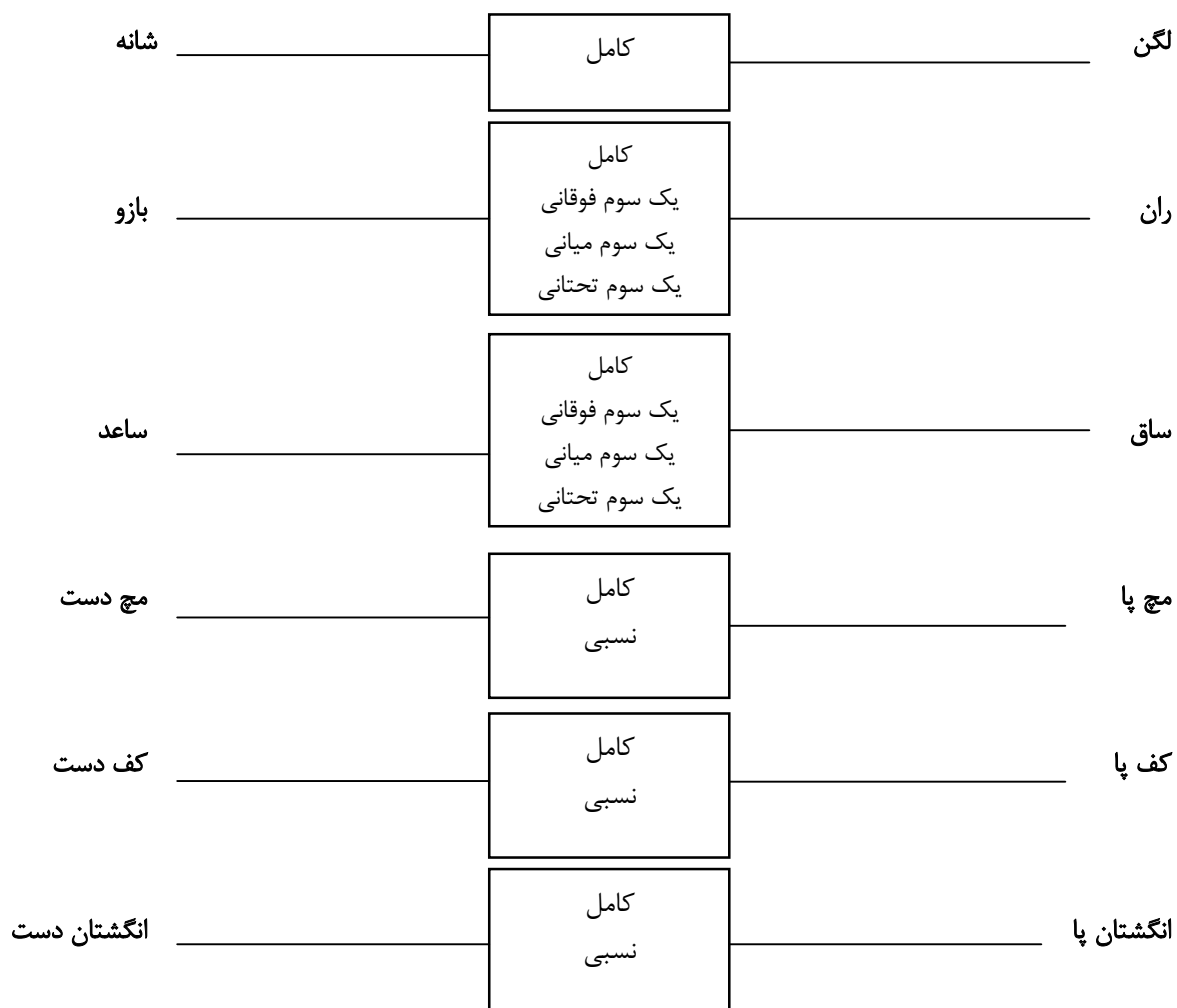 لگن
کامل
شانه
ران
کامل
یک سوم فوقانی
یک سوم میانی
یک سوم تحتانی
بازو
ساق
کامل
یک سوم فوقانی
یک سوم میانی
یک سوم تحتانی
ساعد
مچ پا
کامل
نسبی
مچ دست
کف پا
کامل
نسبی
کف دست
انگشتان پا
کامل
نسبی
انگشتان دست